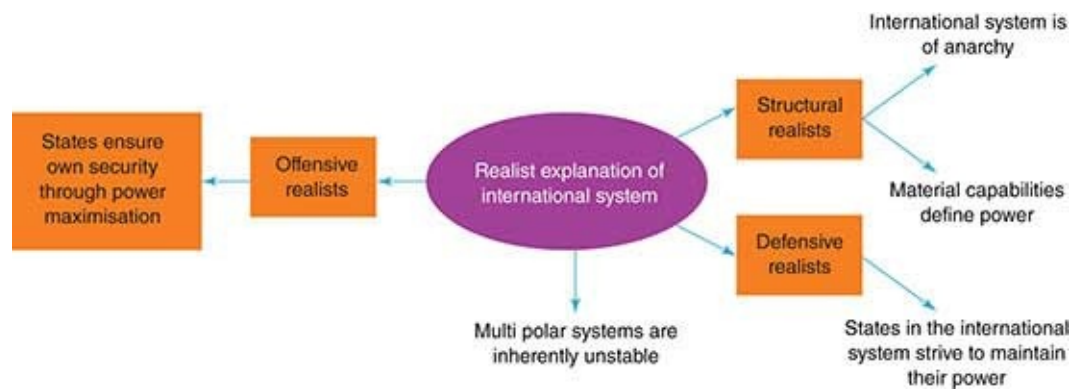 International system is
of anarchy
Structural
realists
States ensure
own security
through power
maximisation
Offensive
realists
Realist explanation of
international system
Material capabilities
define power
Defensive
realists
Multi polar systems are
inherently unstable
States in the international
system strive to maintain
their power